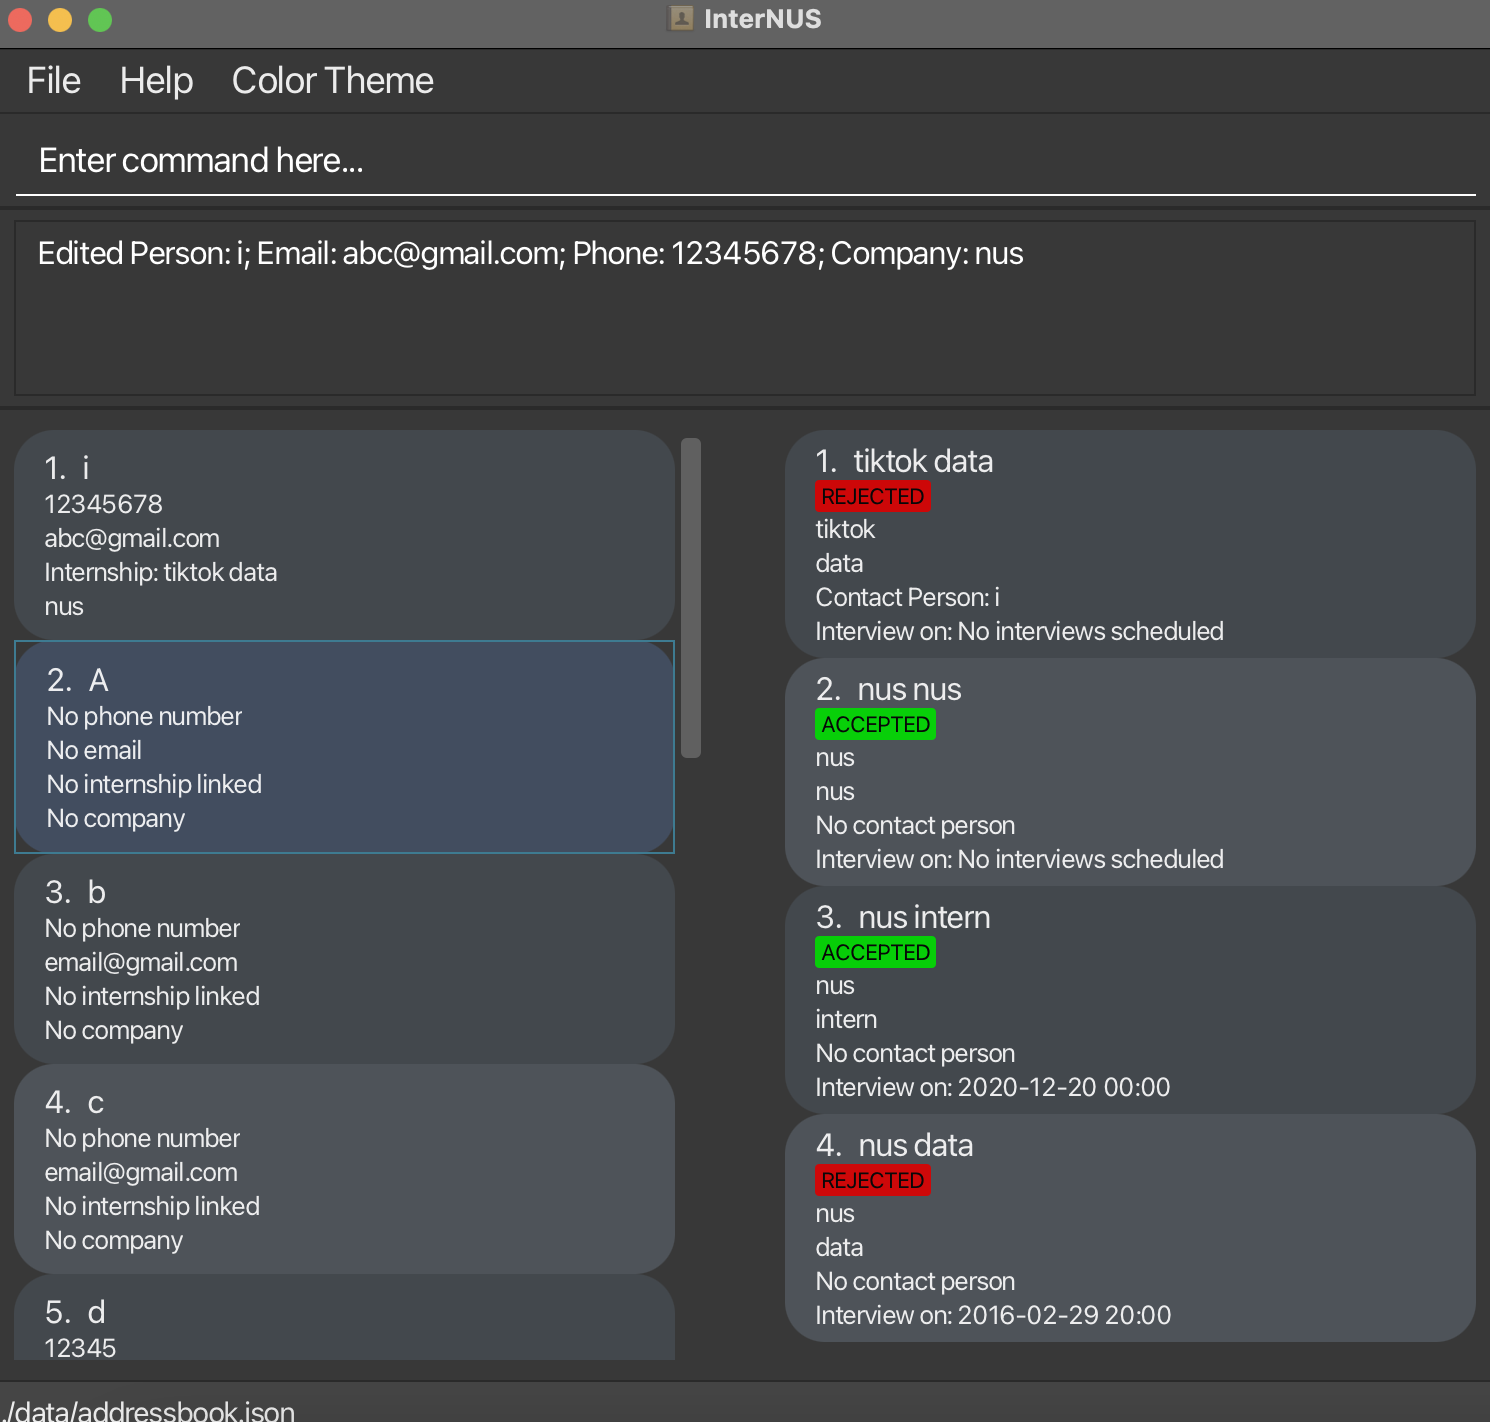 InterNUS
File Help Color Theme
Enter command here...
Edited Person: i; Email: abc@gmail.com; Phone: 12345678; Company: nus
1. i
12345678
abc@gmail.com
Internship: tiktok data
nus
2. A
No phone number
No email
No internship linked
No company
3. b
No phone number
email@gmail.com
No internship linked
No company
4. c
No phone number
email@gmail.com
No internship linked
No company
5. d
12345
1. tiktok data
REJECTED
tiktok
data
Contact Person: i
Interview on: No interviews scheduled
2. nus nus
ACCEPTED
nus
nus
No contact person
Interview on: No interviews scheduled
3. nus intern
ACCEPTED
nus
intern
No contact person
Interview on: 2020-12-20 00:00
4. nus data
REJECTED
nus
data
No contact person
Interview on: 2016-02-29 20:00
./data/addressbook.json